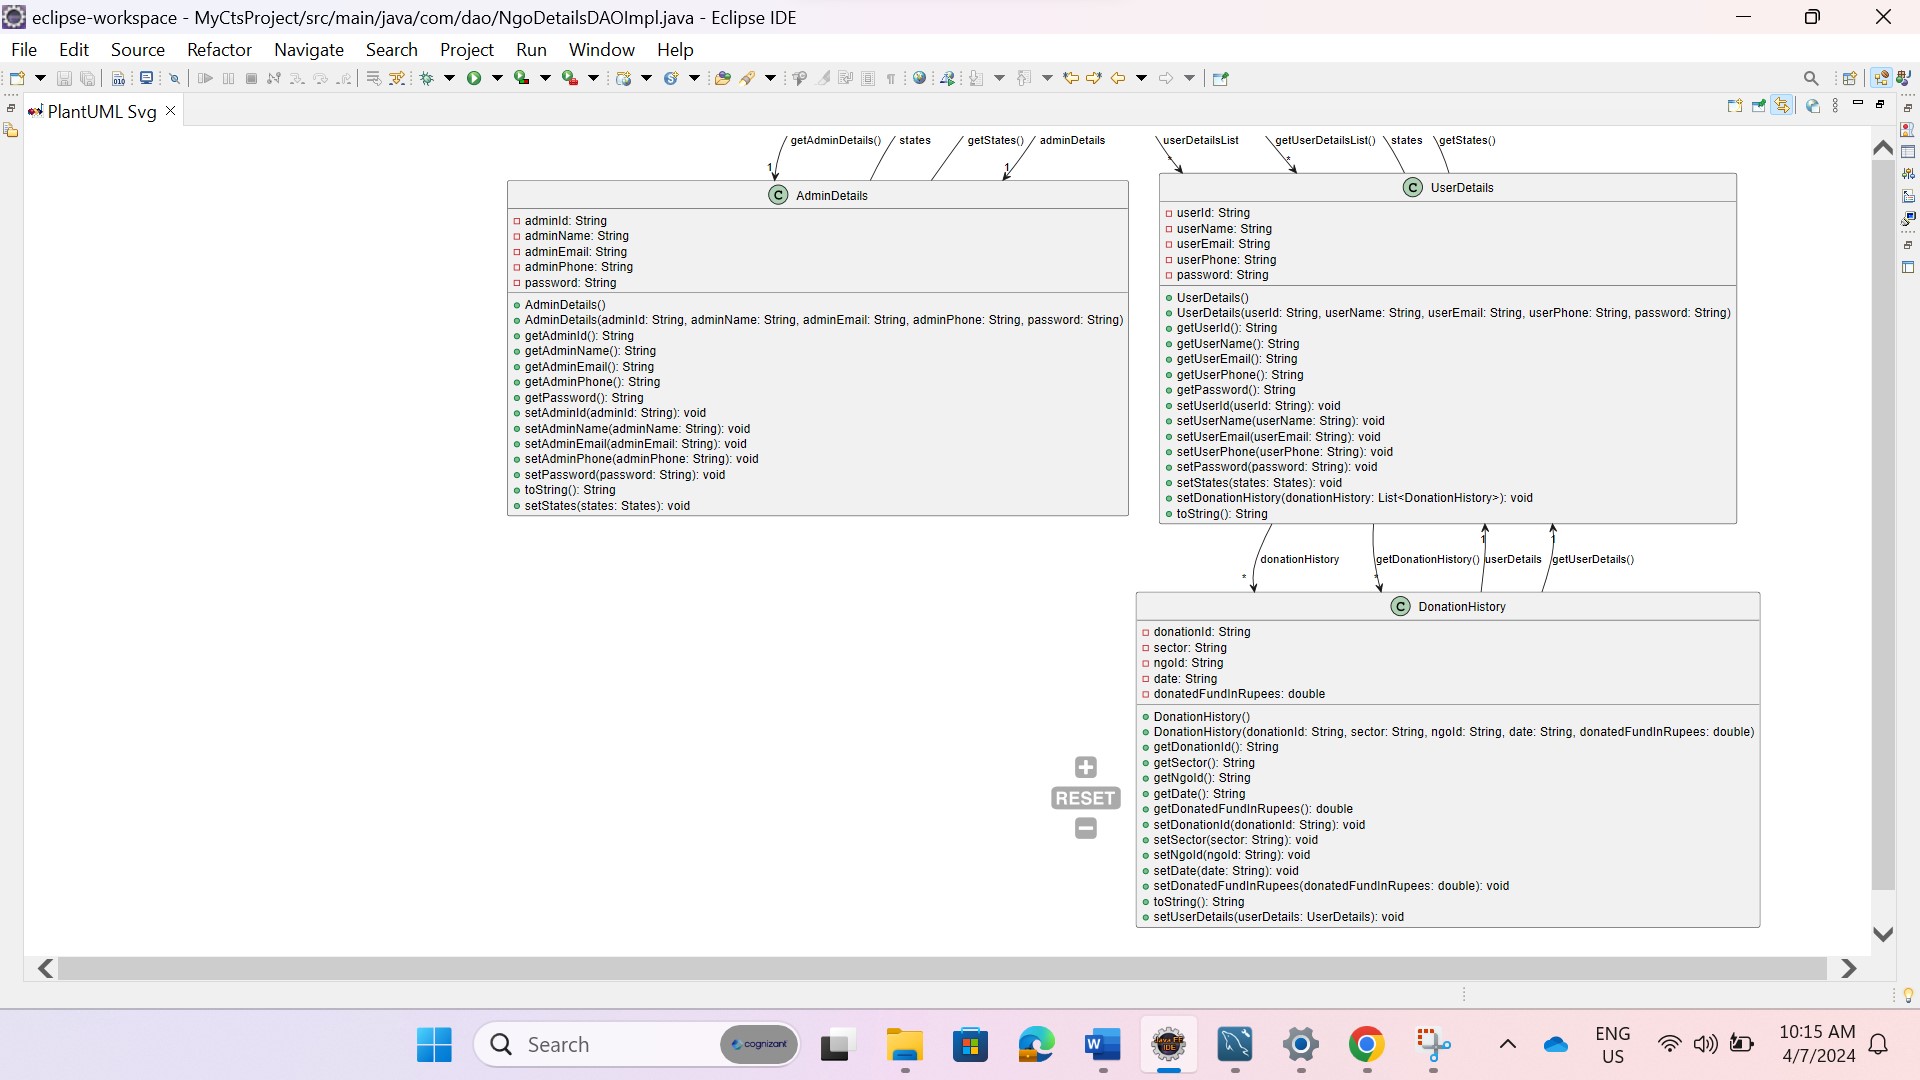 eclipse-workspace - MyCtsProject/src/main/java/com/dao/NgoDetailsDAOImpl.java - Eclipse IDE
File Edit Source Refactor Navigate Search Project Run Window Help
PlantUML Svg
getAdminDetails() states getStates() adminDetails userDetailsList getUserDetailsList() states getStates()
1 1 * *
C AdminDetails
adminId: String
adminName: String
adminEmail: String
adminPhone: String
password: String
AdminDetails()
AdminDetails(adminId: String, adminName: String, adminEmail: String, adminPhone: String, password: String)
getAdminId(): String
getAdminName(): String
getAdminEmail(): String
getAdminPhone(): String
getPassword(): String
setAdminId(adminId: String): void
setAdminName(adminName: String): void
setAdminEmail(adminEmail: String): void
setAdminPhone(adminPhone: String): void
setPassword(password: String): void
toString(): String
setStates(states: States): void
C UserDetails
userId: String
userName: String
userEmail: String
userPhone: String
password: String
UserDetails()
UserDetails(userId: String, userName: String, userEmail: String, userPhone: String, password: String)
getUserId(): String
getUserName(): String
getUserEmail(): String
getUserPhone(): String
getPassword(): String
setUserId(userId: String): void
setUserName(userName: String): void
setUserEmail(userEmail: String): void
setUserPhone(userPhone: String): void
setPassword(password: String): void
setStates(states: States): void
setDonationHistory(donationHistory: List<DonationHistory>): void
toString(): String
1 1
donationHistory getDonationHistory() userDetails getUserDetails()
* *
C DonationHistory
donationId: String
sector: String
ngoId: String
date: String
donatedFundInRupees: double
DonationHistory()
DonationHistory(donationId: String, sector: String, ngoId: String, date: String, donatedFundInRupees: double)
getDonationId(): String
getSector(): String
getNgoId(): String
getDate(): String
getDonatedFundInRupees(): double
setDonationId(donationId: String): void
setSector(sector: String): void
setNgoId(ngoId: String): void
setDate(date: String): void
setDonatedFundInRupees(donatedFundInRupees: double): void
toString(): String
setUserDetails(userDetails: UserDetails): void
RESET
Search
cognizant
ENG
US
10:15 AM
4/7/2024